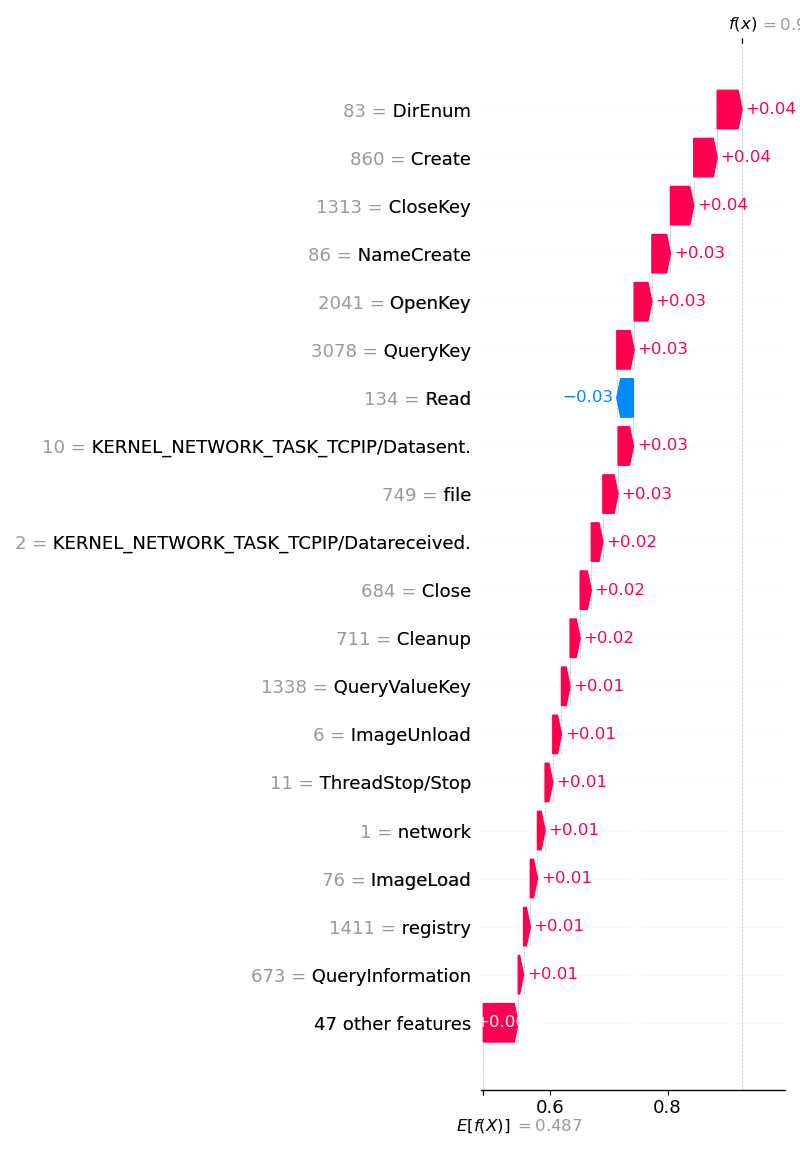 f(x) = 0.9
83 = DirEnum
+0.04
860 = Create
+0.04
1313 = CloseKey
+0.04
86 = NameCreate
+0.03
2041 = OpenKey
+0.03
3078 = QueryKey
+0.03
134 = Read
−0.03
10 = KERNEL_NETWORK_TASK_TCPIP/Datasent.
+0.03
749 = file
+0.03
2 = KERNEL_NETWORK_TASK_TCPIP/Datareceived.
+0.02
684 = Close
+0.02
711 = Cleanup
+0.02
1338 = QueryValueKey
+0.01
6 = ImageUnload
+0.01
11 = ThreadStop/Stop
+0.01
1 = network
+0.01
76 = ImageLoad
+0.01
1411 = registry
+0.01
673 = QueryInformation
+0.01
47 other features
+0.06
0.6 0.8
E[f(X)] = 0.487